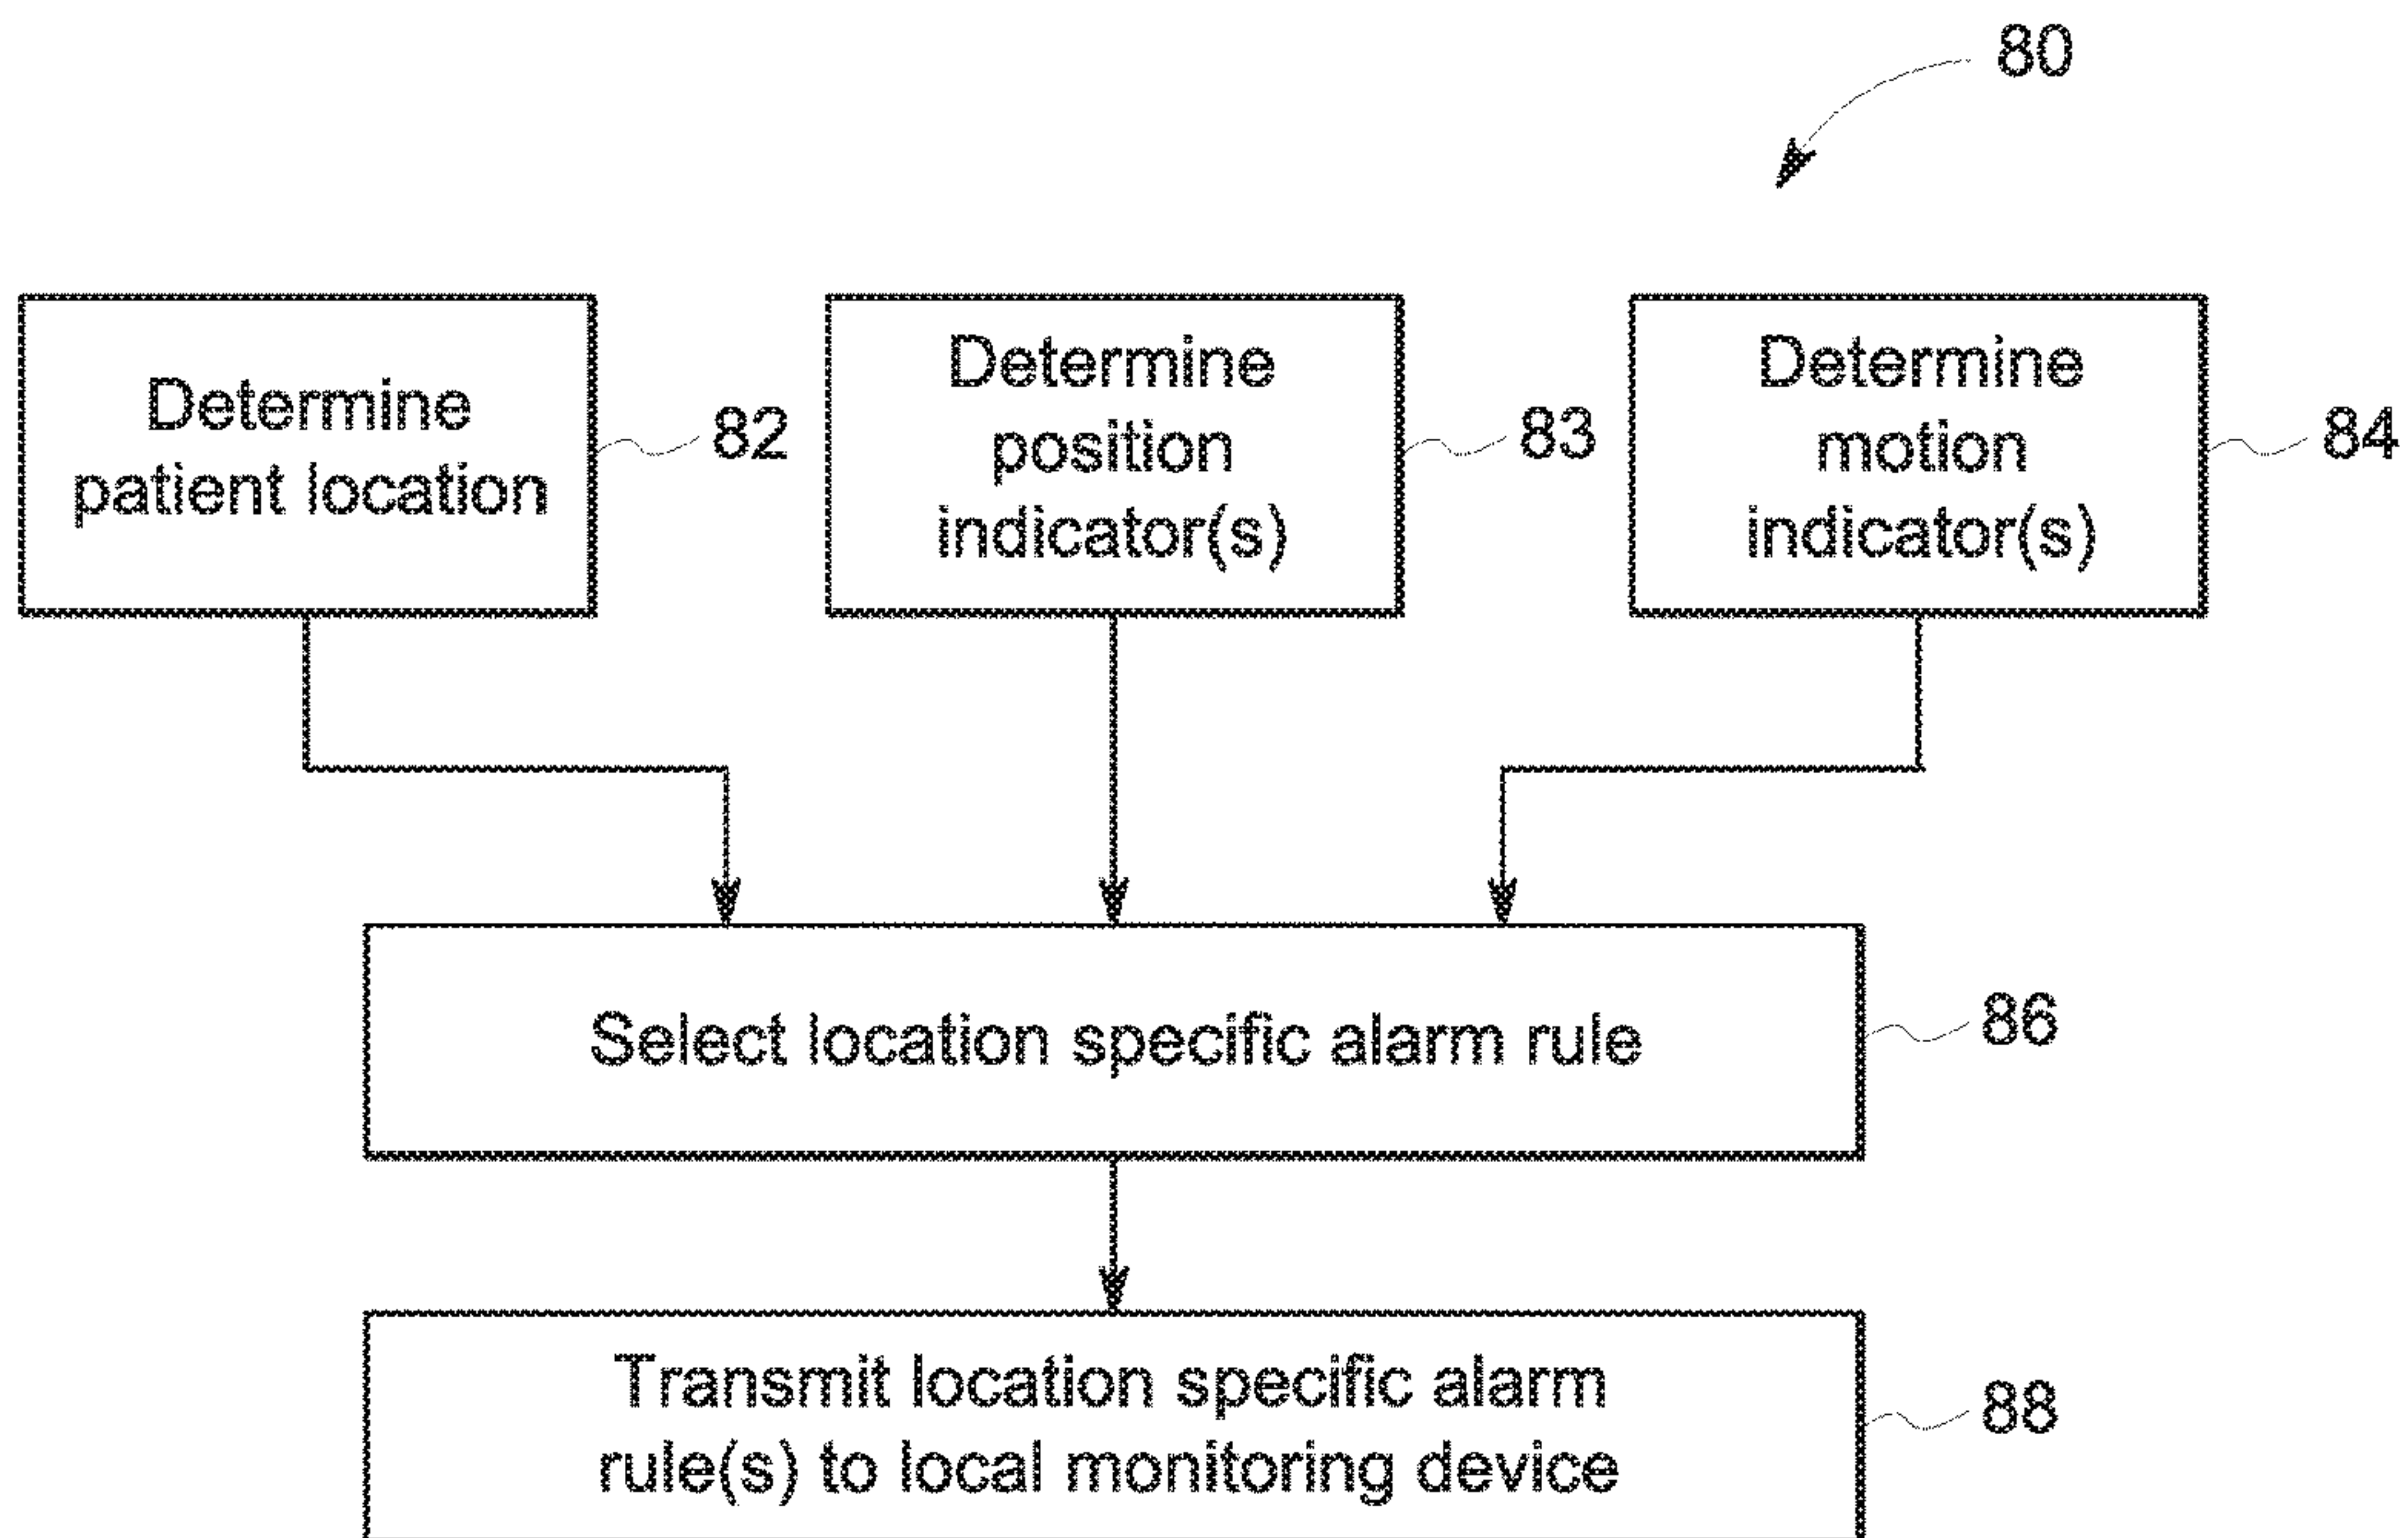 80
Determine
patient location
82
Determine
position
indicator(s)
83
Determine
motion
indicator(s)
84
Select location specific alarm rule
86
Transmit location specific alarm
rule(s) to local monitoring device
88